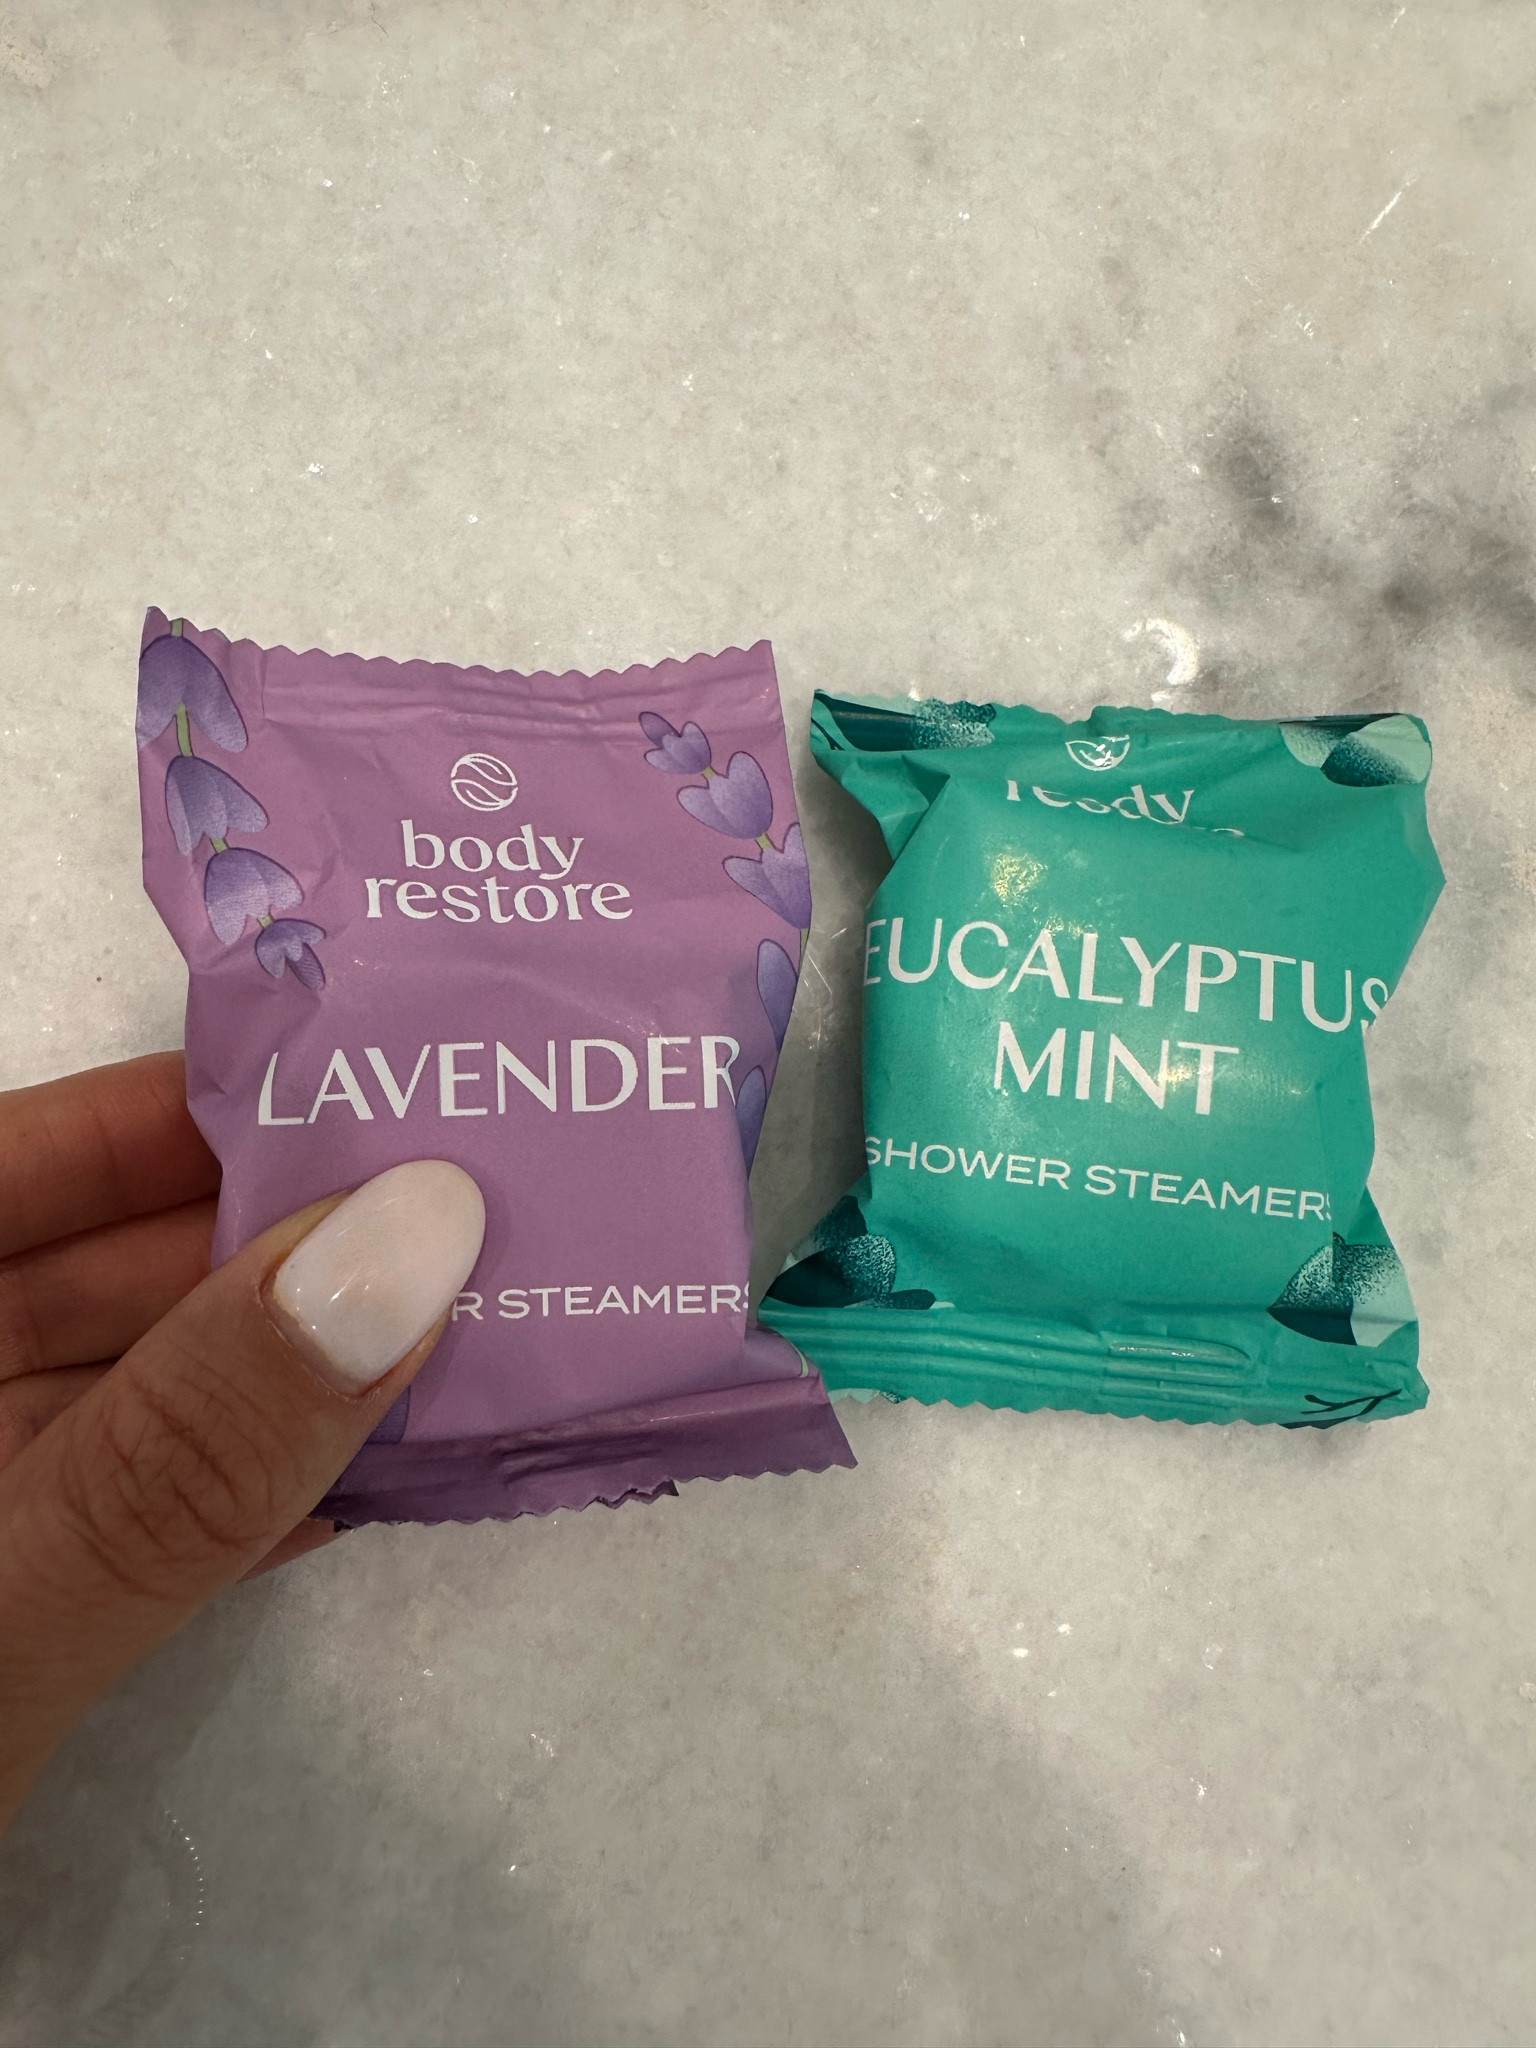 body
restore
LAVENDER
R STEAMERS
EUCALYPTUS
MINT
SHOWER STEAMERS